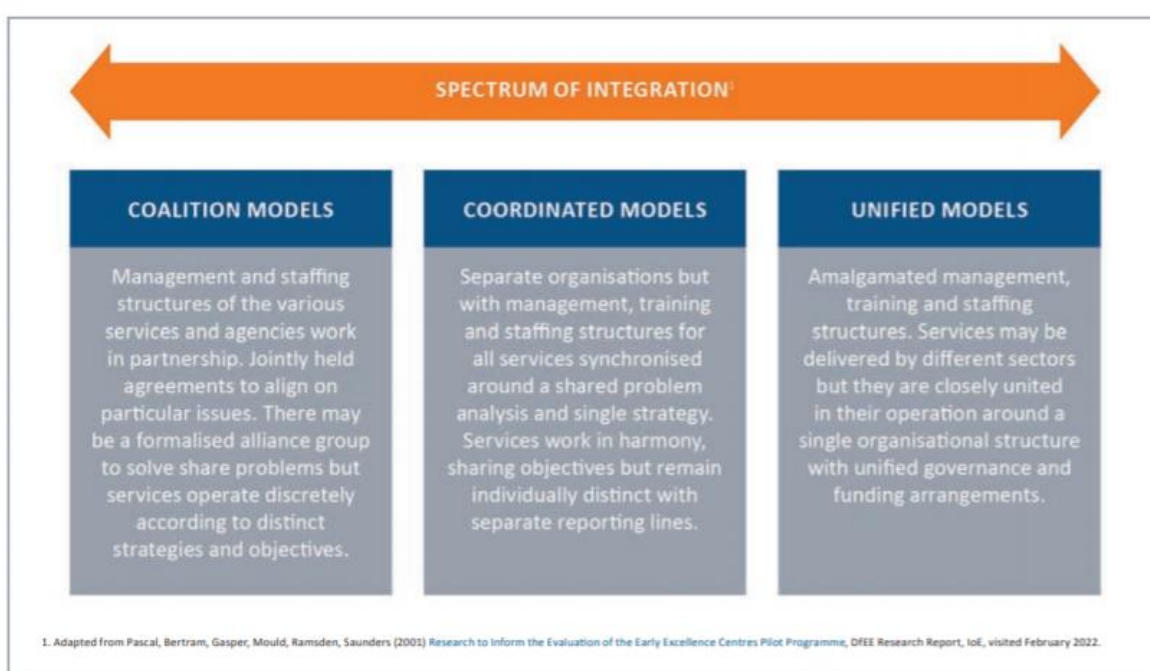 SPECTRUM OF INTEGRATION¹
COALITION MODELS
Management and staffing
structures of the various
services and agencies work
in partnership. Jointly held
agreements to align on
particular issues. There may
be a formalised alliance group
to solve share problems but
services operate discretely
according to distinct
strategies and objectives.
COORDINATED MODELS
Separate organisations but
with management, training
and staffing structures for
all services synchronised
around a shared problem
analysis and single strategy.
Services work in harmony,
sharing objectives but remain
individually distinct with
separate reporting lines.
UNIFIED MODELS
Amalgamated management,
training and staffing
structures. Services may be
delivered by different sectors
but they are closely united
in their operation around a
single organisational structure
with unified governance and
funding arrangements.
1. Adapted from Pascal, Bertram, Gasper, Mould, Ramsden, Saunders (2001) Research to Inform the Evaluation of the Early Excellence Centres Pilot Programme, DfEE Research Report, IoE, visited February 2022.